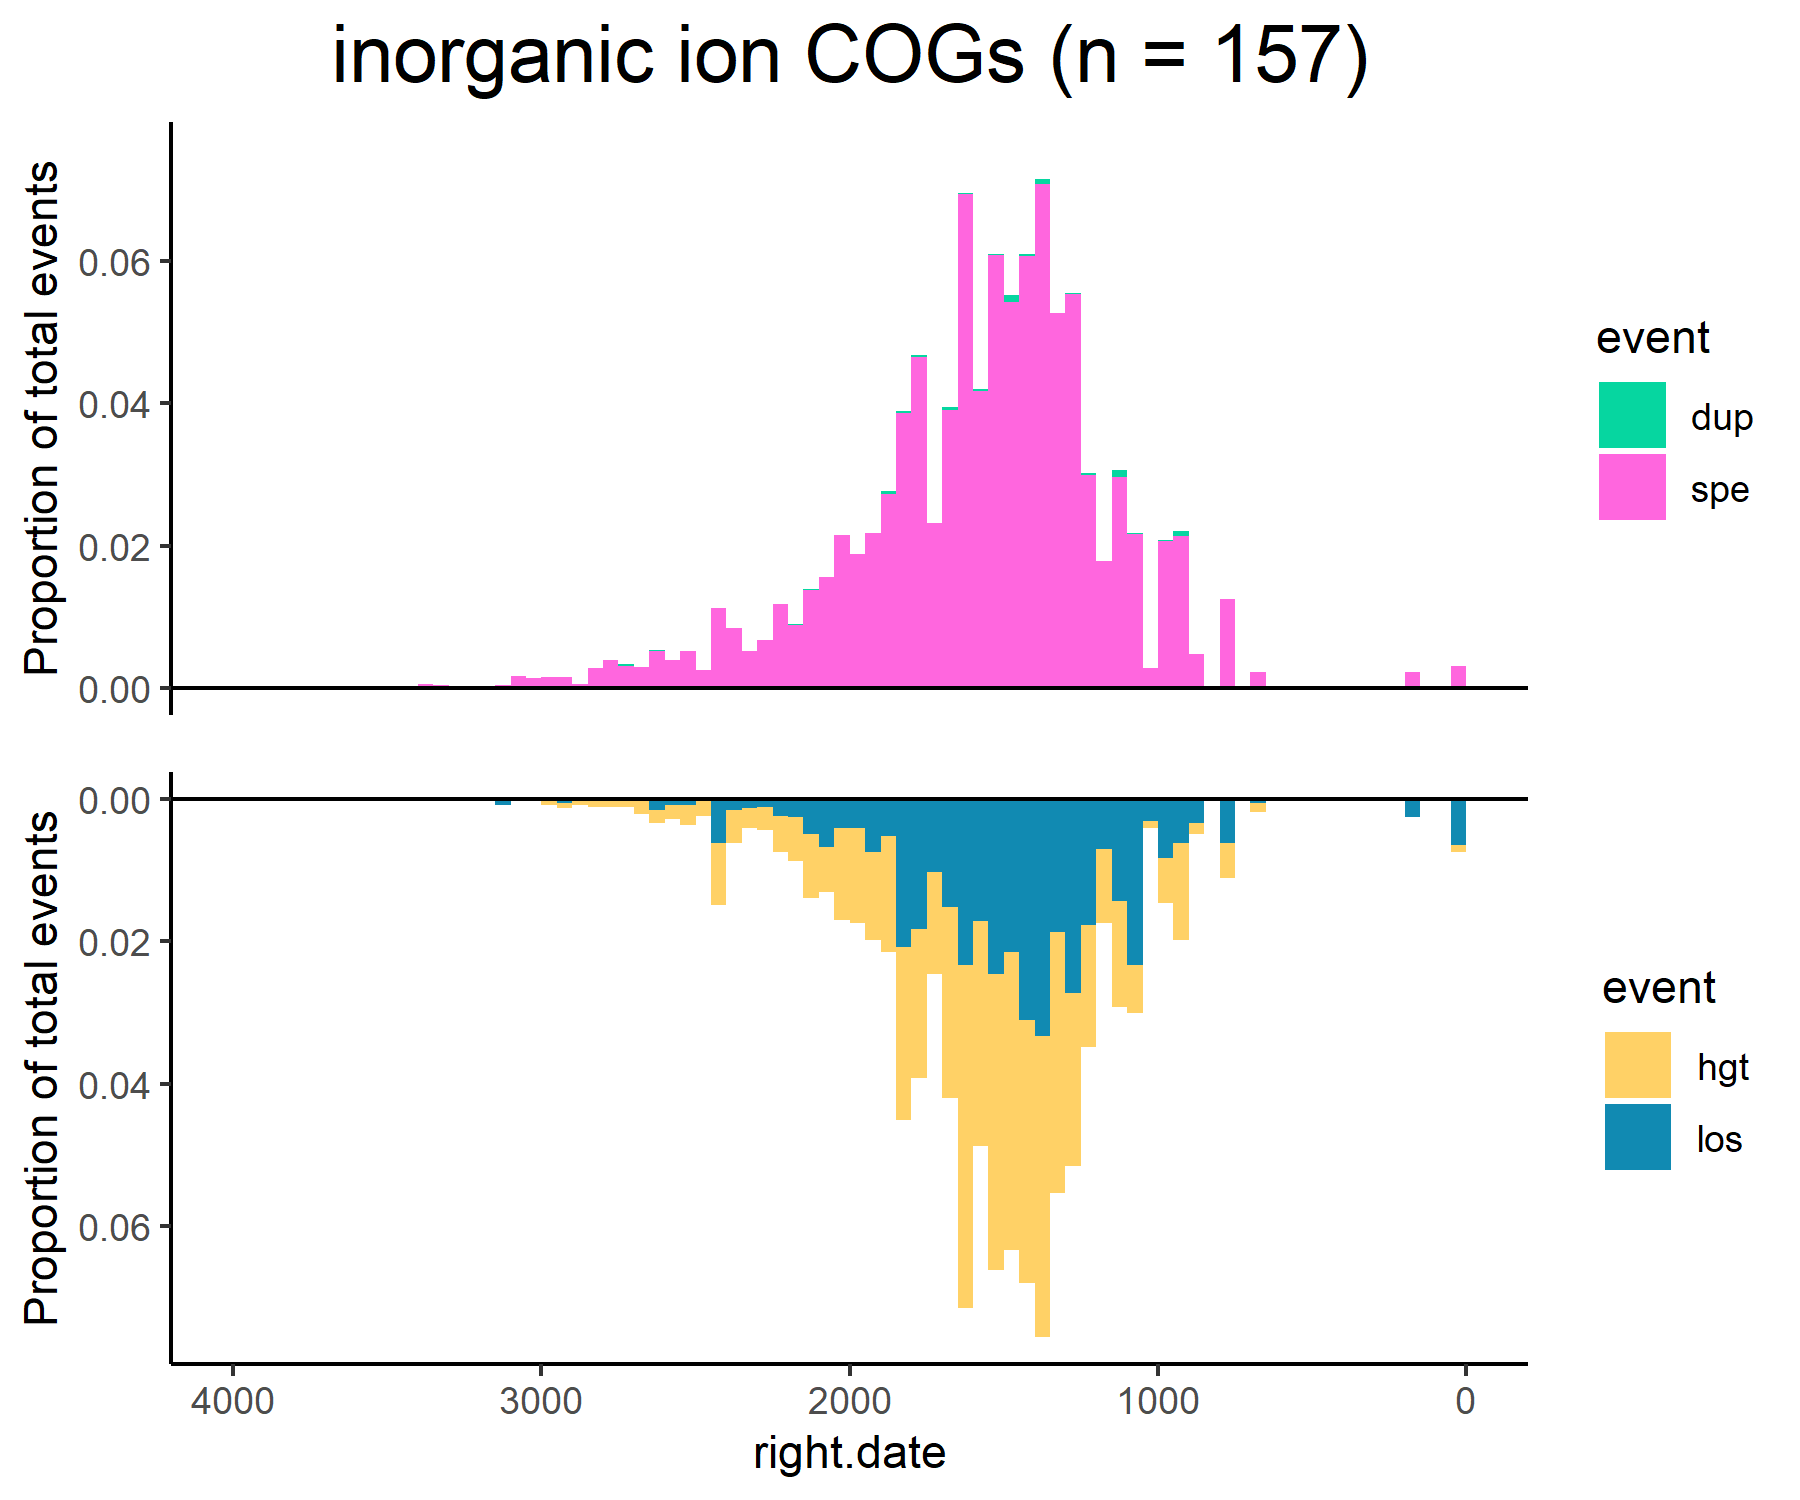 inorganic ion COGs (n = 157)
Proportion of total events
0.06
0.04
0.02
0.00
event
dup
spe
Proportion of total events
0.00
0.02
0.04
0.06
event
hgt
los
4000 3000 2000 1000 0
right.date